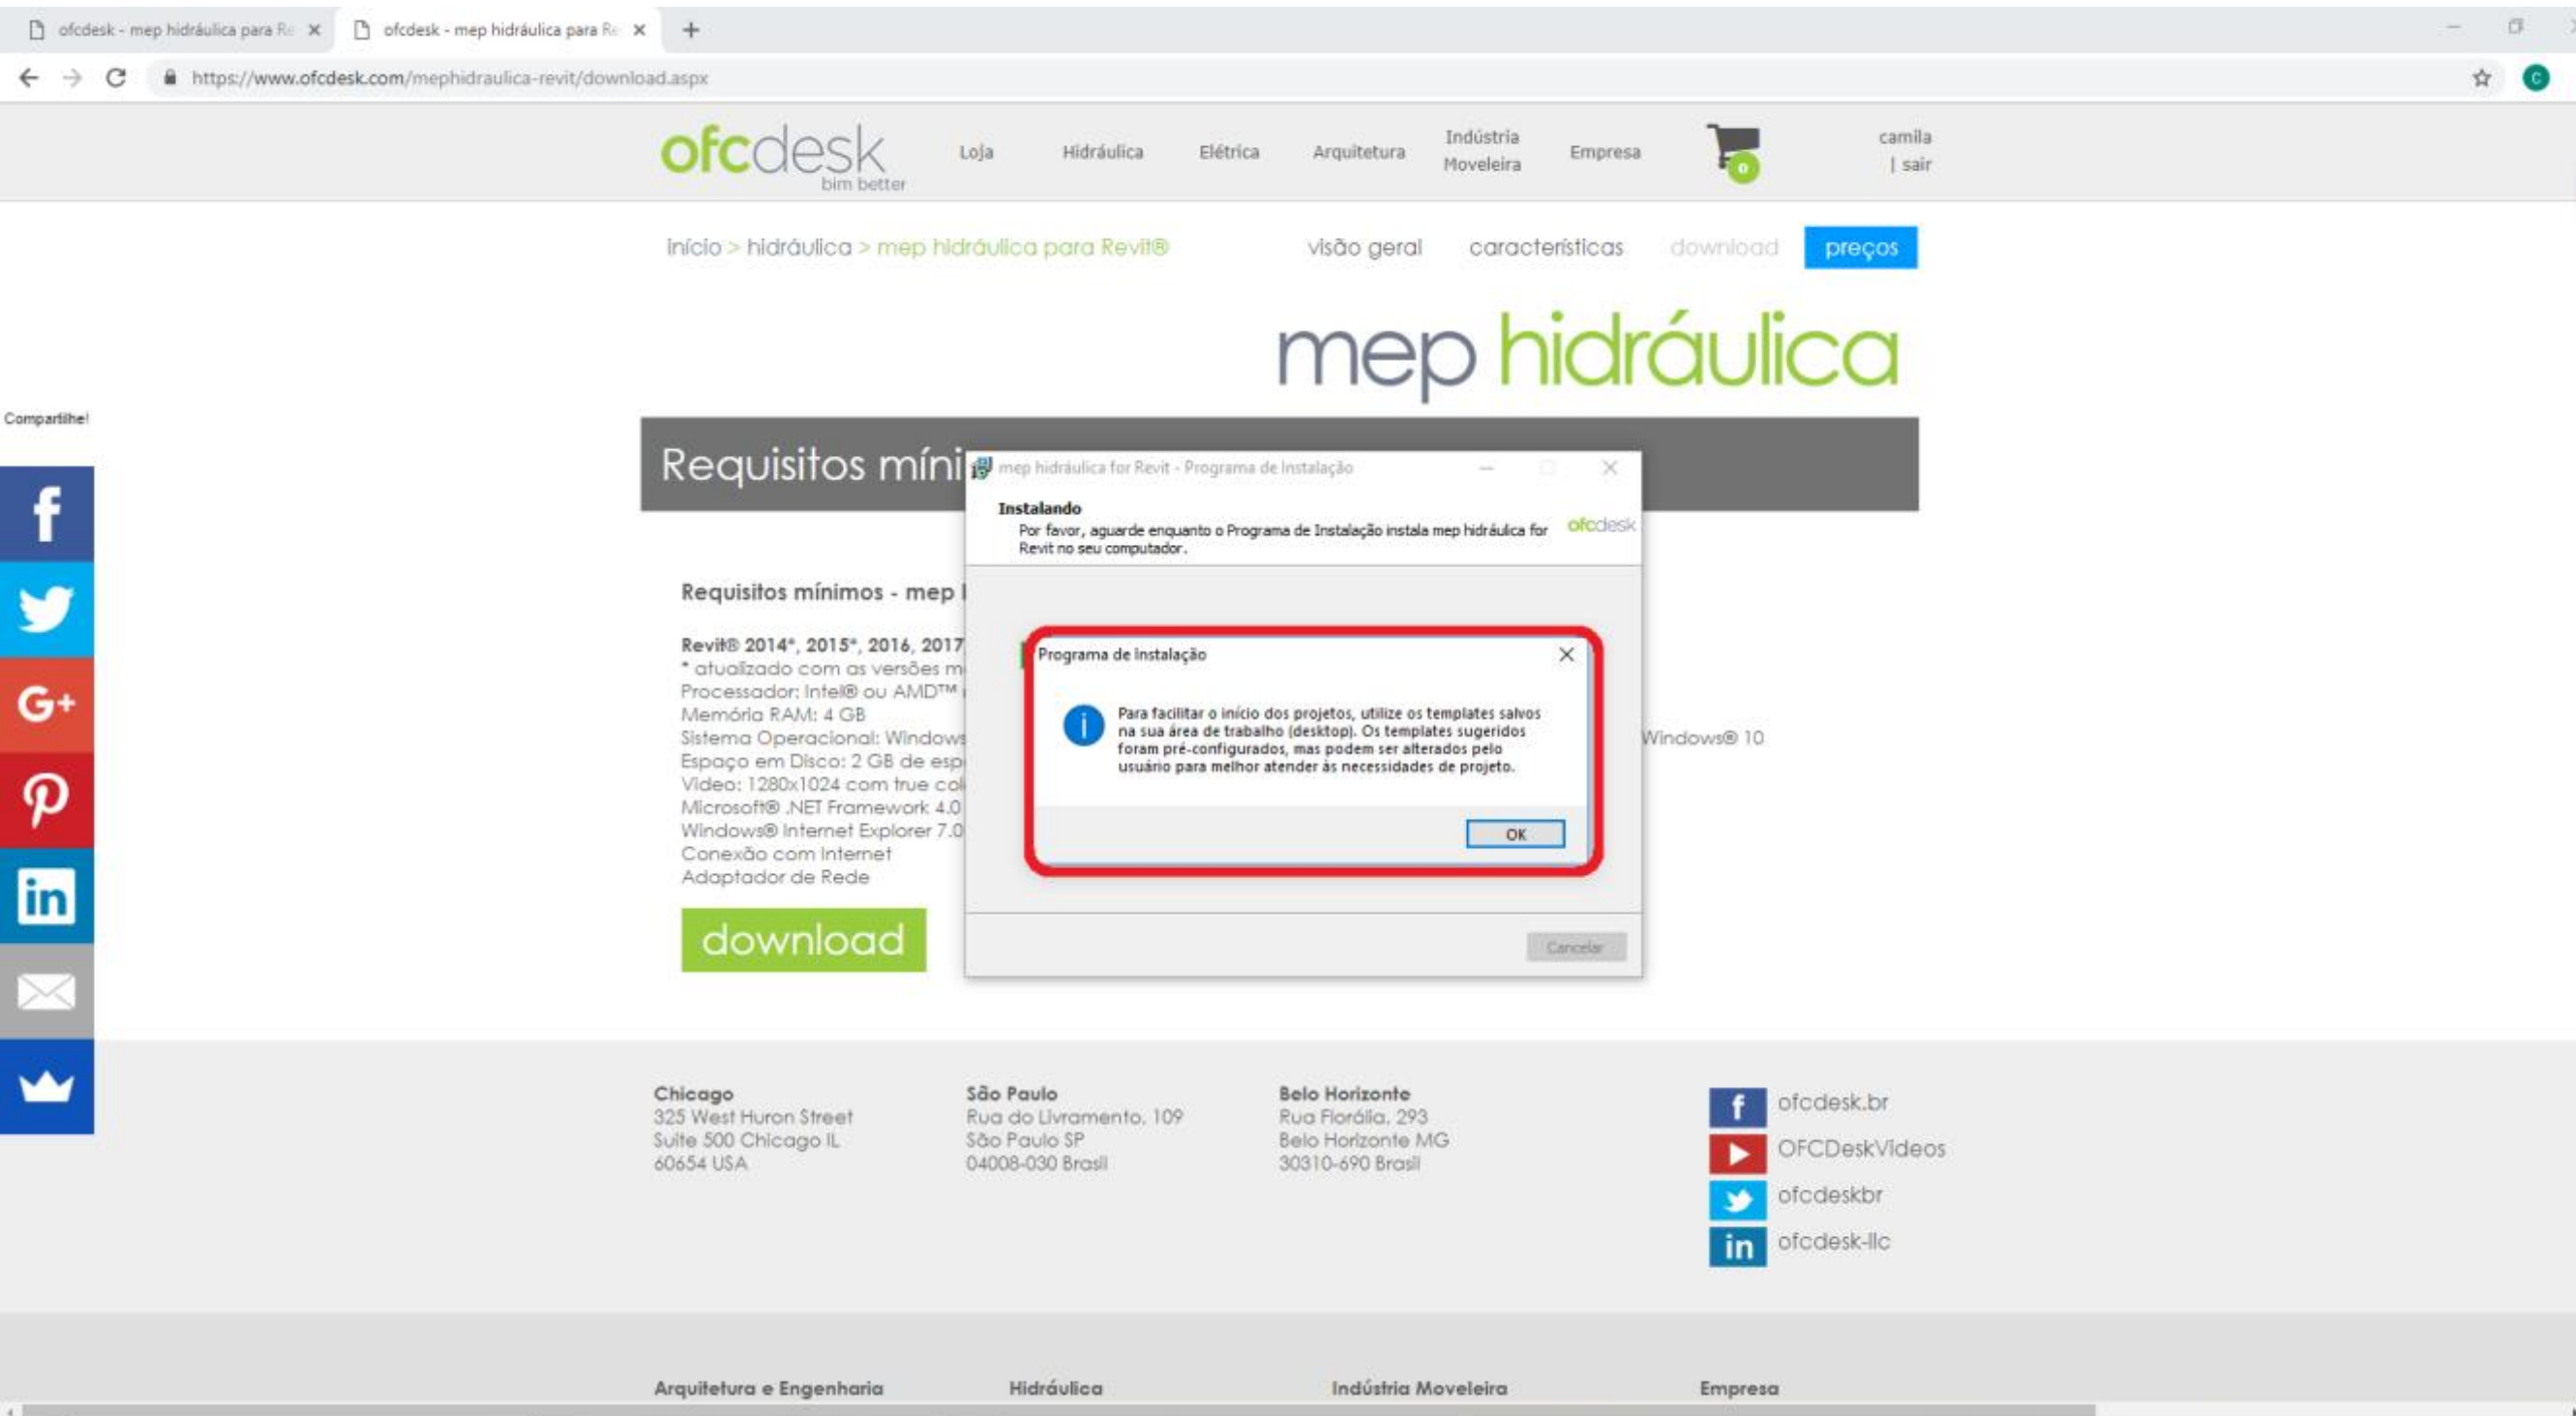 ofcdesk - mep hidráulica para Re
ofcdesk - mep hidráulica para Re
https://www.ofcdesk.com/mephidraulica-revit/download.aspx
C
ofcdesk
bim better
Loja
Hidráulica
Elétrica
Arquitetura
Indústria
Moveleira
Empresa
0
camila
| sair
início > hidráulica > mep hidráulica para Revit®
visão geral
características
download
preços
mep hidráulica
Compartilhe!
Requisitos míni
mep hidráulica for Revit - Programa de Instalação
Instalando
Por favor, aguarde enquanto o Programa de Instalação instala mep hidráulica for
Revit no seu computador.
ofcdesk
Requisitos mínimos - mep
Revit® 2014*, 2015*, 2016, 2017
* atualizado com as versões m
Processador: Intel® ou AMD™
Memória RAM: 4 GB
Sistema Operacional: Windows
Windows® 10
Espaço em Disco: 2 GB de esp
Vídeo: 1280x1024 com true col
Microsoft® .NET Framework 4.0
Windows® Internet Explorer 7.0
Conexão com Internet
Adaptador de Rede
Programa de Instalação
Para facilitar o início dos projetos, utilize os templates salvos
na sua área de trabalho (desktop). Os templates sugeridos
foram pré-configurados, mas podem ser alterados pelo
usuário para melhor atender às necessidades de projeto.
OK
Cancelar
download
Chicago
325 West Huron Street
Suite 500 Chicago IL
60654 USA
São Paulo
Rua do Livramento, 109
São Paulo SP
04008-030 Brasil
Belo Horizonte
Rua Florália, 293
Belo Horizonte MG
30310-690 Brasil
ofcdesk.br
OFCDeskVideos
ofcdeskbr
ofcdesk-llc
Arquitetura e Engenharia
Hidráulica
Indústria Moveleira
Empresa